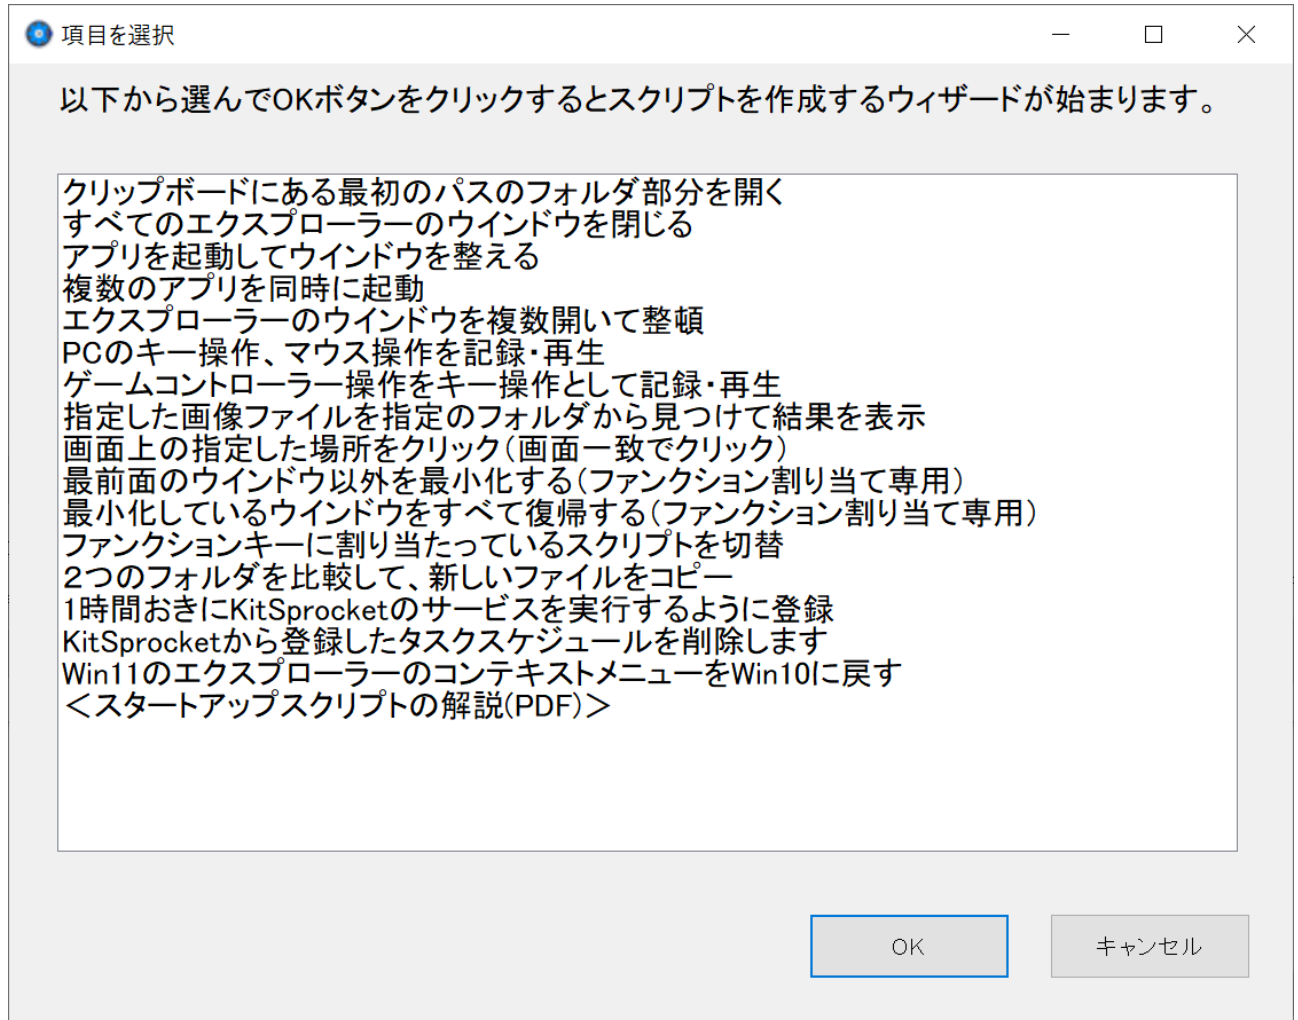 項目を選択
以下から選んでOKボタンをクリックするとスクリプトを作成するウィザードが始まります。
クリップボードにある最初のパスのフォルダ部分を開く
すべてのエクスプローラーのウインドウを閉じる
アプリを起動してウインドウを整える
複数のアプリを同時に起動
エクスプローラーのウインドウを複数開いて整頓
PCのキー操作、マウス操作を記録・再生
ゲームコントローラー操作をキー操作として記録・再生
指定した画像ファイルを指定のフォルダから見つけて結果を表示
画面上の指定した場所をクリック（画面一致でクリック）
最前面のウインドウ以外を最小化する（ファンクション割り当て専用）
最小化しているウインドウをすべて復帰する（ファンクション割り当て専用）
ファンクションキーに割り当たっているスクリプトを切替
２つのフォルダを比較して、新しいファイルをコピー
1時間おきにKitSprocketのサービスを実行するように登録
KitSprocketから登録したタスクスケジュールを削除します
Win11のエクスプローラーのコンテキストメニューをWin10に戻す
＜スタートアップスクリプトの解説(PDF)＞
OK
キャンセル